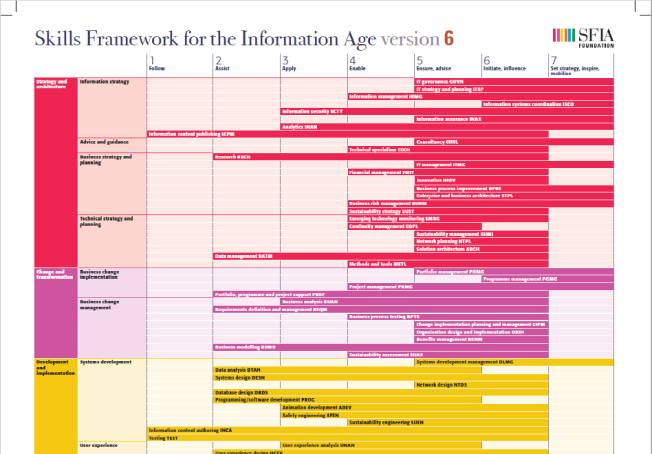 Skills Framework for the Information Age version 6
SFIA
FOUNDATION
1 2 3 4 5 6 7
Follow Assist Apply Enable Ensure, advise Initiate, influence Set strategy, inspire,
mobilise
Strategy and
architecture
Information strategy
IT governance GOVN
IT strategy and planning ITSP
Information management IRMG
Information systems coordination ISCO
Information security SCTY
Information assurance INAS
Analytics INAN
Information content publishing ICPM
Advice and guidance
Consultancy CNSL
Technical specialism TECH
Business strategy and
planning
Research RSCH
IT management ITMG
Financial management FMIT
Innovation INOV
Business process improvement BPRE
Enterprise and business architecture STPL
Business risk management BURM
Sustainability strategy SUST
Technical strategy and
planning
Emerging technology monitoring EMRG
Continuity management COPL
Sustainability management SUMI
Network planning NTPL
Solution architecture ARCH
Data management DATM
Methods and tools METL
Change and
transformation
Business change
implementation
Portfolio management POMG
Programme management PGMG
Project management PRMG
Portfolio, programme and project support PROF
Business change
management
Business analysis BUAN
Requirements definition and management REQM
Business process testing BPTS
Change implementation planning and management CIPM
Organisation design and implementation ORDI
Benefits management BENM
Business modelling BSMO
Sustainability assessment SUAS
Development
and
implementation
Systems development
Systems development management DLMG
Data analysis DTAN
Systems design DESN
Network design NTDS
Database design DBDS
Programming/software development PROG
Animation development ADEV
Safety engineering SFEN
Sustainability engineering SUEN
Information content authoring INCA
Testing TEST
User experience
User experience analysis UNAN